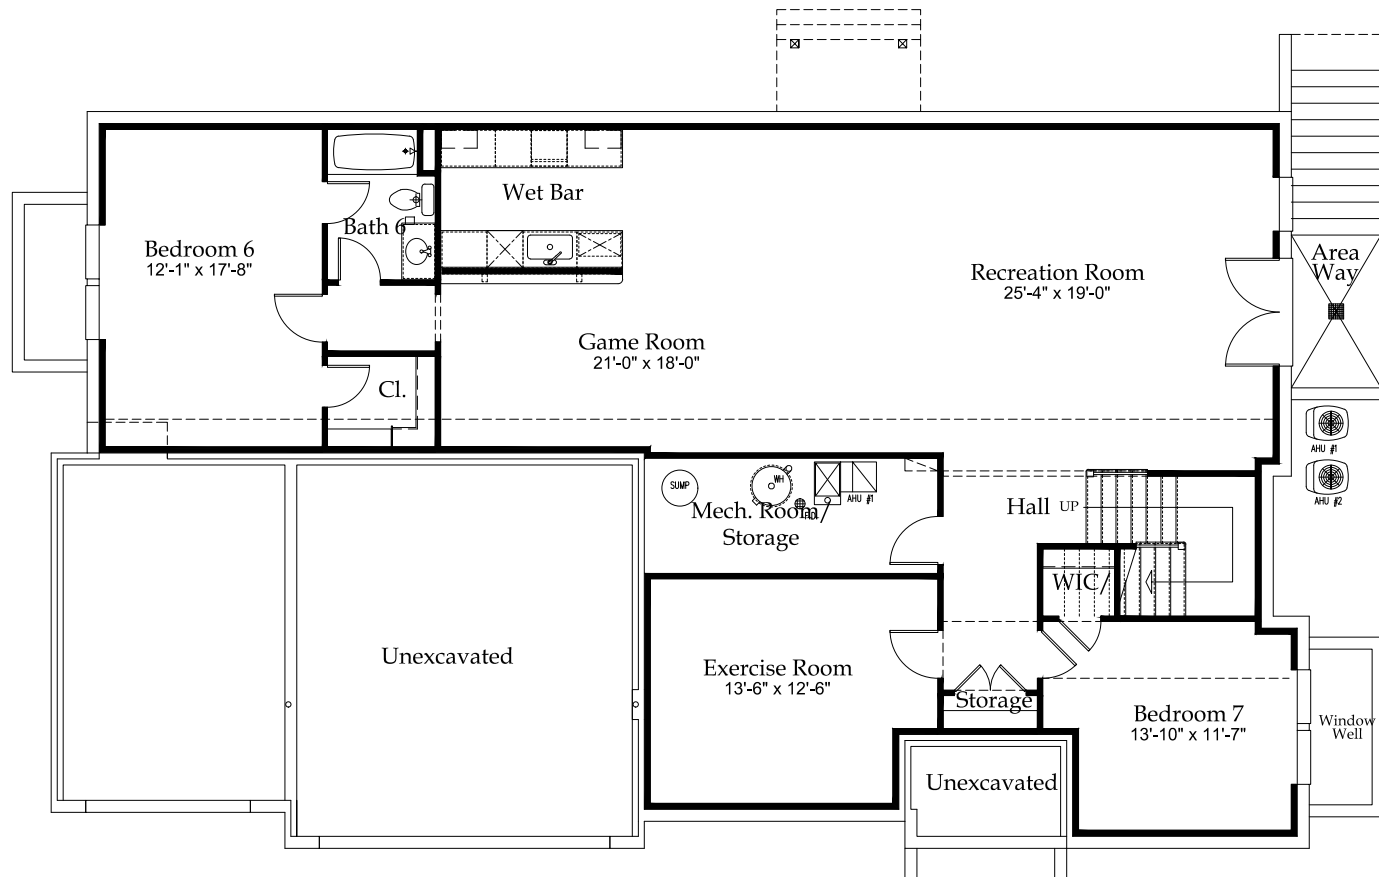 Wet Bar
Bath 6
Bedroom 6
12'-1" x 17'-8"
Recreation Room
25'-4" x 19'-0"
Area
Way
Game Room
21'-0" x 18'-0"
Cl.
AHU #1
AHU #2
SUMP
WH
AHU #1
F.D.
Mech. Room/
Storage
Hall
UP
WIC/
Unexcavated
Exercise Room
13'-6" x 12'-6"
Storage
Bedroom 7
13'-10" x 11'-7"
Window
Well
Unexcavated